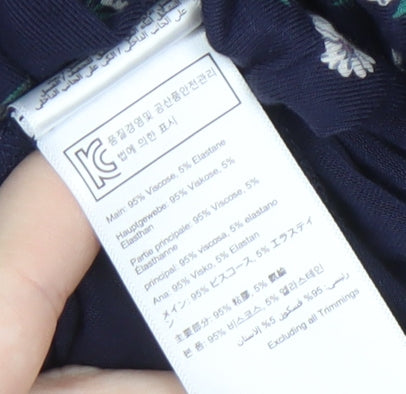 KC
품질경영및 공산품안전관리
법에 의한 표시
Main: 95% Viscose, 5% Elastane
Hauptgewebe: 95% Viskose, 5%
Elasthan
Partie principale: 95% viscose, 5%
Elasthanne
principal: 95% viscosa, 5% elastano
Ana: 95% Visko, 5% Elastan
メイン: 95% ビスコース, 5% エラスティ
ン
主要部分: 95% 粘膠, 5%
본 품: 95% 비스코스, 5% 엘라스테인
رئيسي: 95% فسكوز, 5% الاستان
Excluding all Trimmings